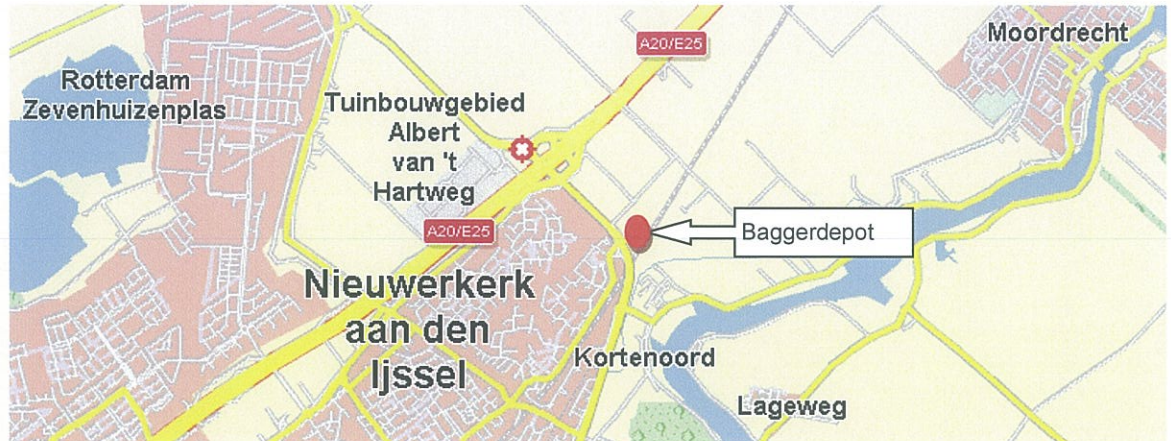 A20/E25
Moordrecht
Rotterdam
Zevenhuizenplas
Tuinbouwgebied
Albert
van 't
Hartweg
A20/E25
Baggerdepot
Nieuwerkerk
aan den
Ijssel
Kortenoord
Lageweg